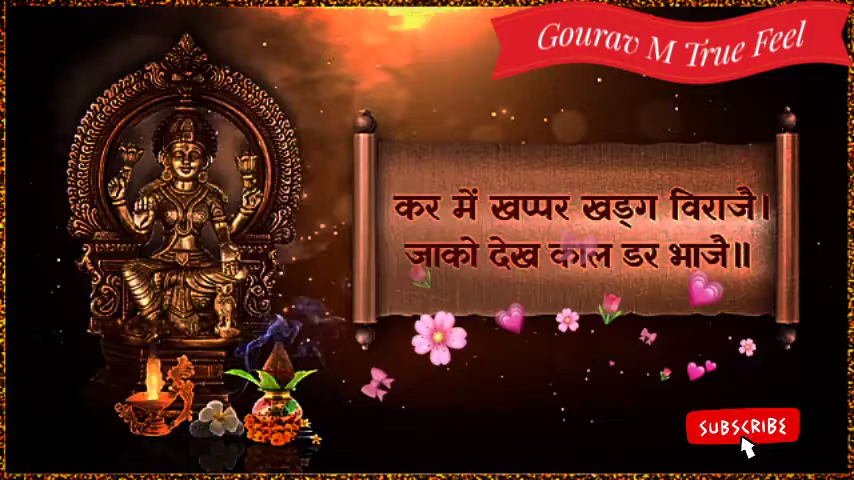 Gourav M True Feel
कर में खप्पर खड्ग विराजै।
जाको देख काल डर भाजै॥
SUBSCRIBE